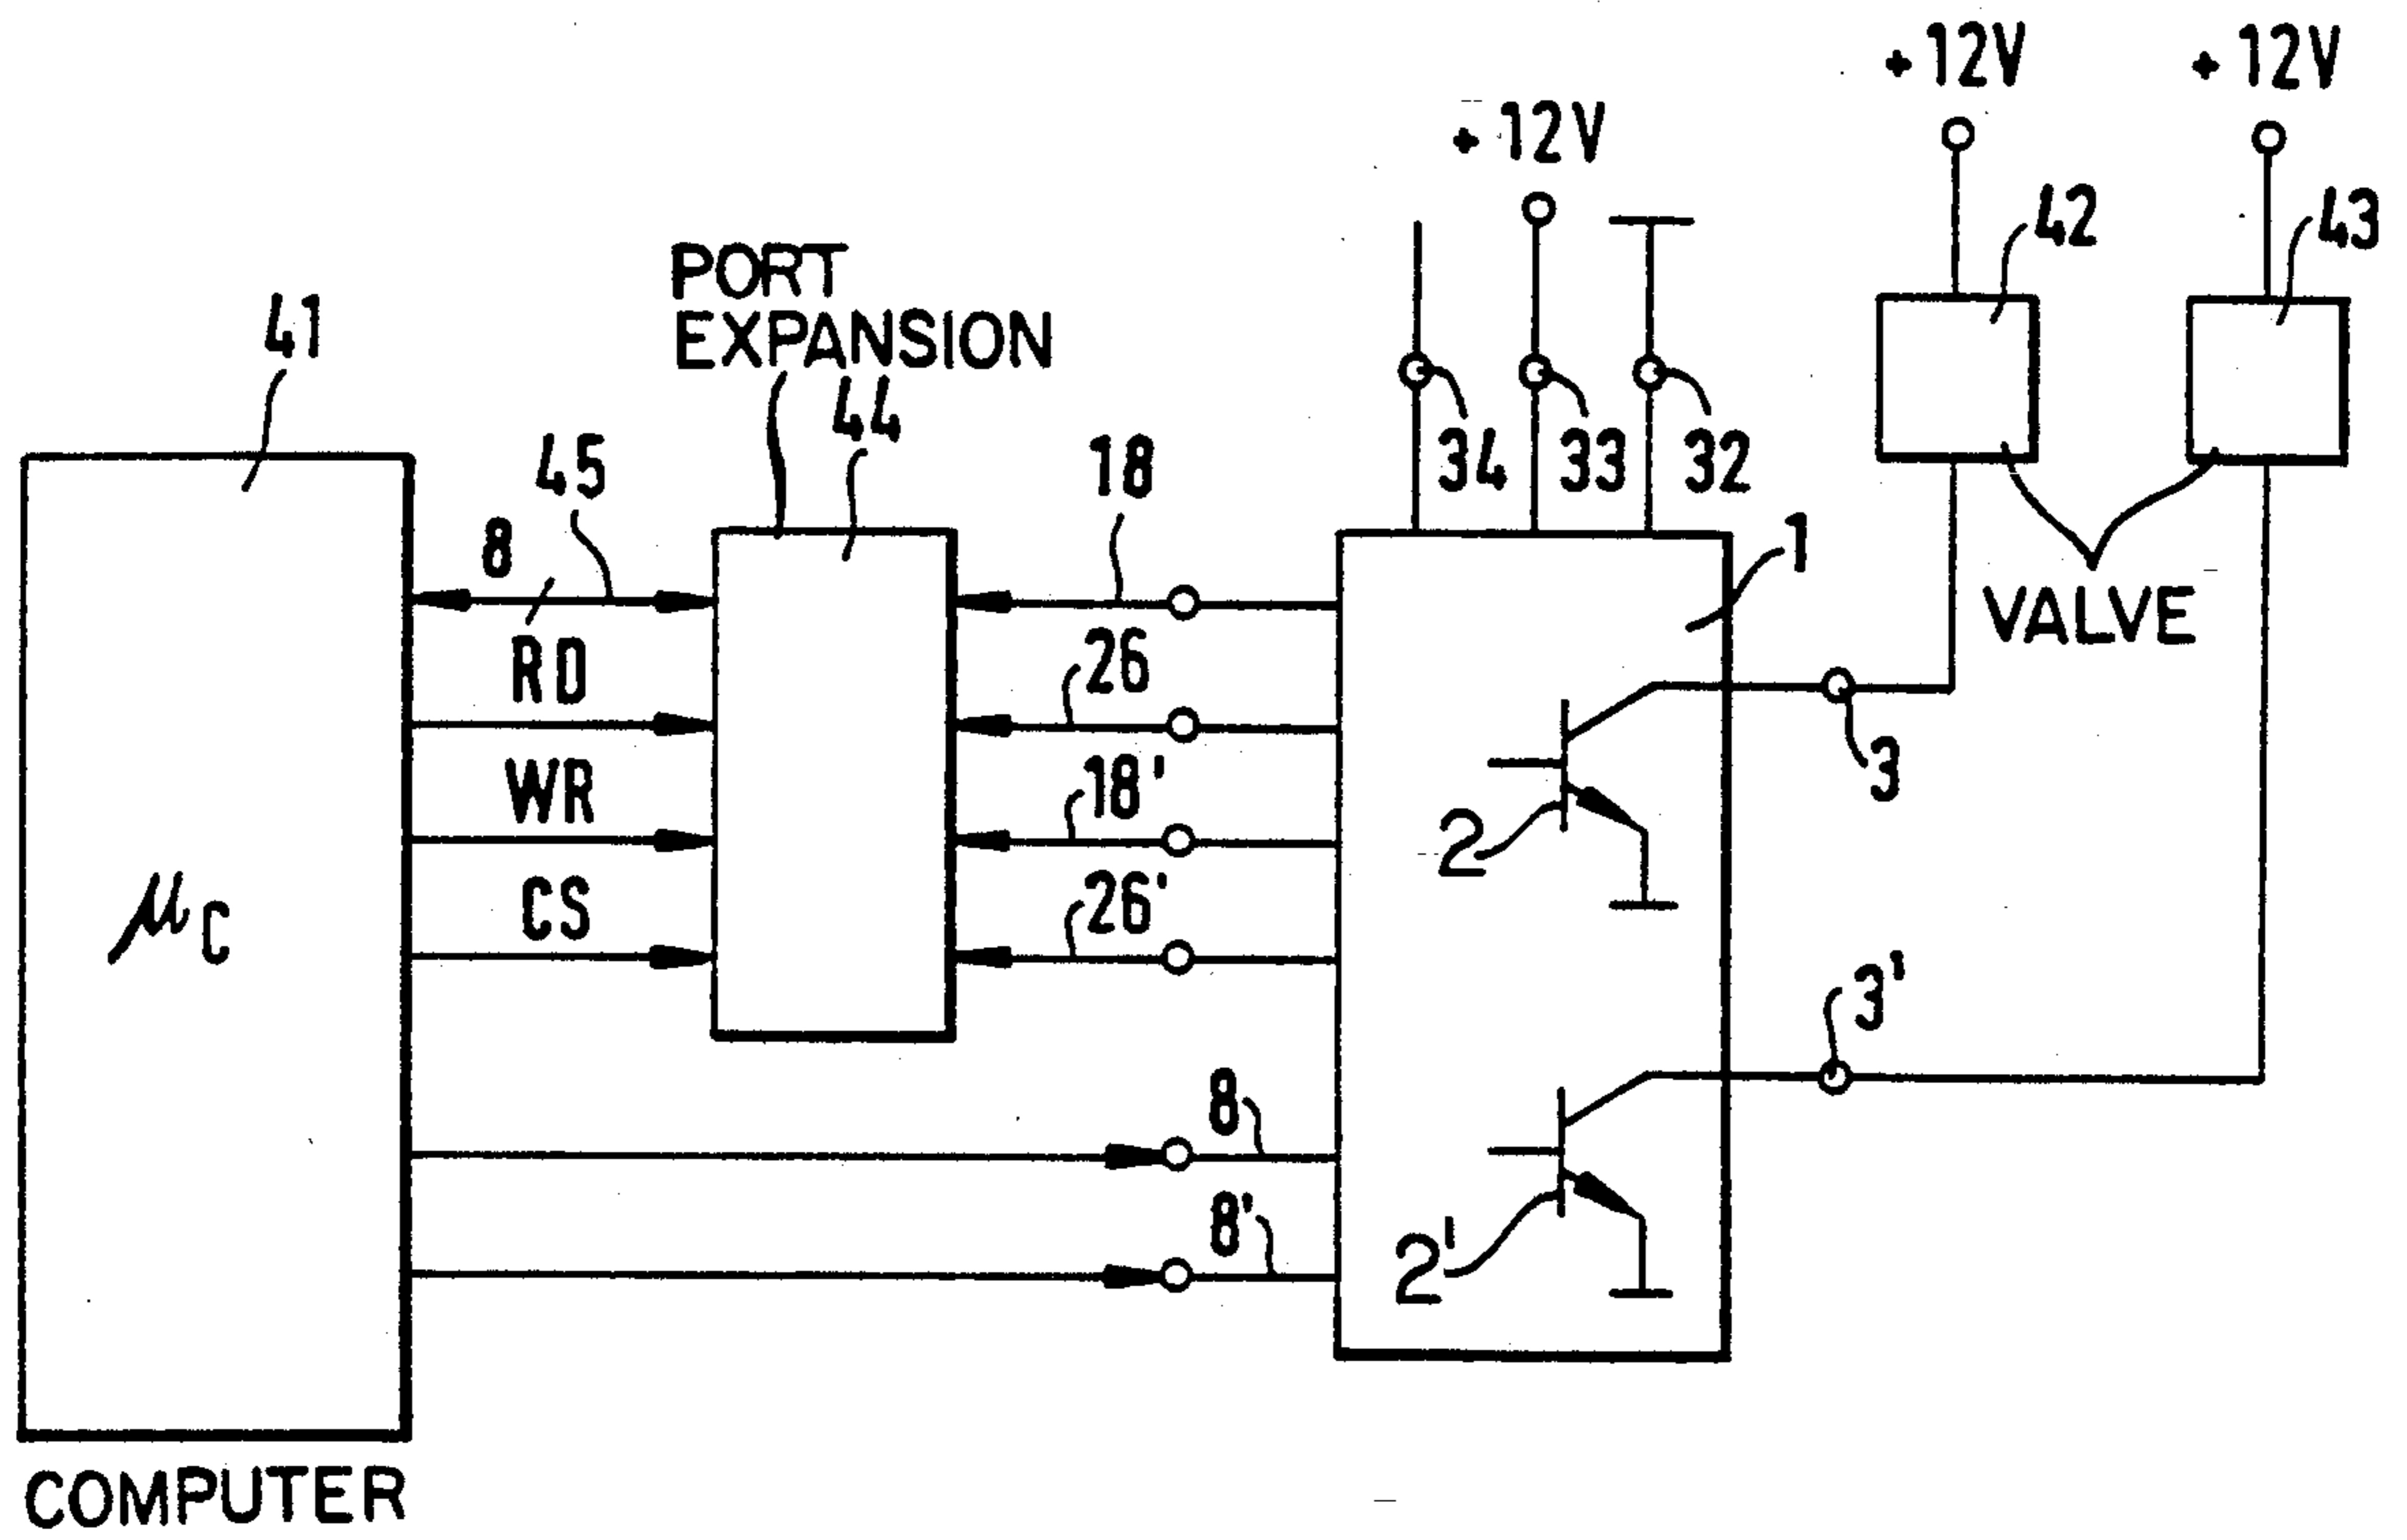 +12V
+12V
+12V
42
43
PORT
EXPANSION
41
44
45
18
34
33
32
8
1
RD
26
VALVE
WR
18'
3
2
CS
26'
μC
3'
8
8'
2'
COMPUTER